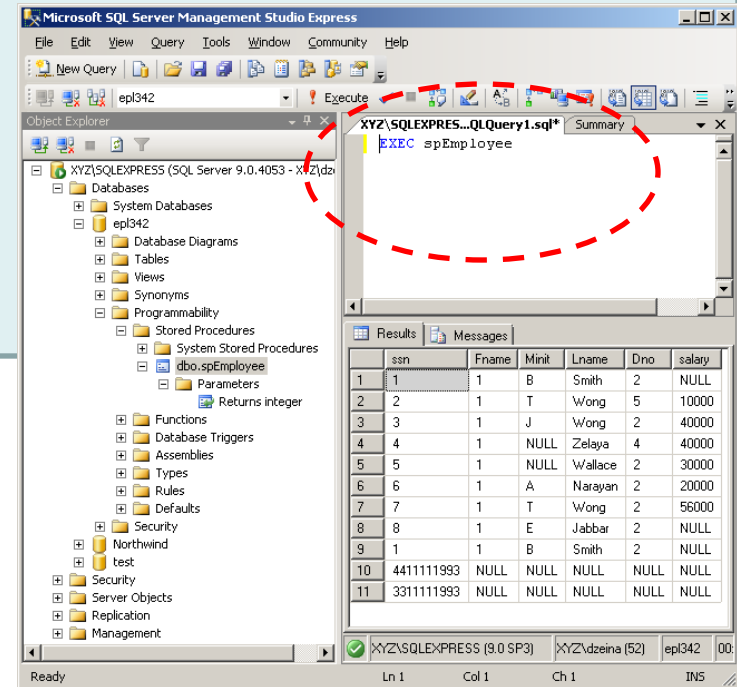 Microsoft SQL Server Management Studio Express
File Edit View Query Tools Window Community Help
New Query
epl342 Execute
Object Explorer
XYZ\SQLEXPRES...QLQuery1.sql* Summary
EXEC spEmployee
XYZ\SQLEXPRESS (SQL Server 9.0.4053 - XYZ\dze
Databases
System Databases
epl342
Database Diagrams
Tables
Views
Synonyms
Programmability
Stored Procedures
System Stored Procedures
dbo.spEmployee
Parameters
Returns integer
Functions
Database Triggers
Assemblies
Types
Rules
Defaults
Security
Northwind
test
Security
Server Objects
Replication
Management
Results Messages
ssn Fname Minit Lname Dno salary
1 1 1 B Smith 2 NULL
2 2 1 T Wong 5 10000
3 3 1 J Wong 2 40000
4 4 1 NULL Zelaya 4 40000
5 5 1 NULL Wallace 2 30000
6 6 1 A Narayan 2 20000
7 7 1 T Wong 2 56000
8 8 1 E Jabbar 2 NULL
9 1 1 B Smith 2 NULL
10 4411111993 NULL NULL NULL NULL NULL
11 3311111993 NULL NULL NULL NULL NULL
XYZ\SQLEXPRESS (9.0 SP3) XYZ\dzeina (52) epl342 00:
Ready Ln 1 Col 1 Ch 1 INS